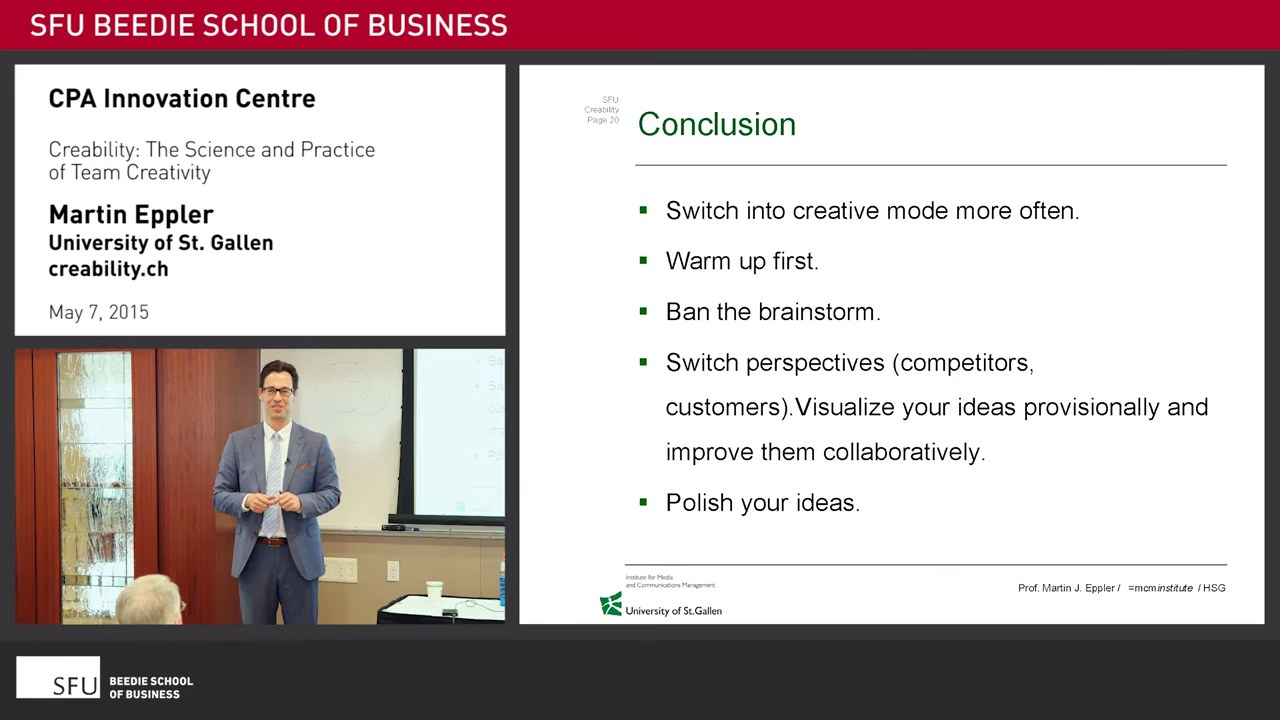 SFU BEEDIE SCHOOL OF BUSINESS
CPA Innovation Centre
Creability: The Science and Practice
of Team Creativity
Martin Eppler
University of St. Gallen
creability.ch
May 7, 2015
SFU
Creability
Page 20
Conclusion
Switch into creative mode more often.
Warm up first.
Ban the brainstorm.
Switch perspectives (competitors,
customers).Visualize your ideas provisionally and
improve them collaboratively.
Polish your ideas.
Institute for Media
and Communications Management
University of St.Gallen
Prof. Martin J. Eppler / =mcminstitute / HSG
SFU
BEEDIE SCHOOL
OF BUSINESS